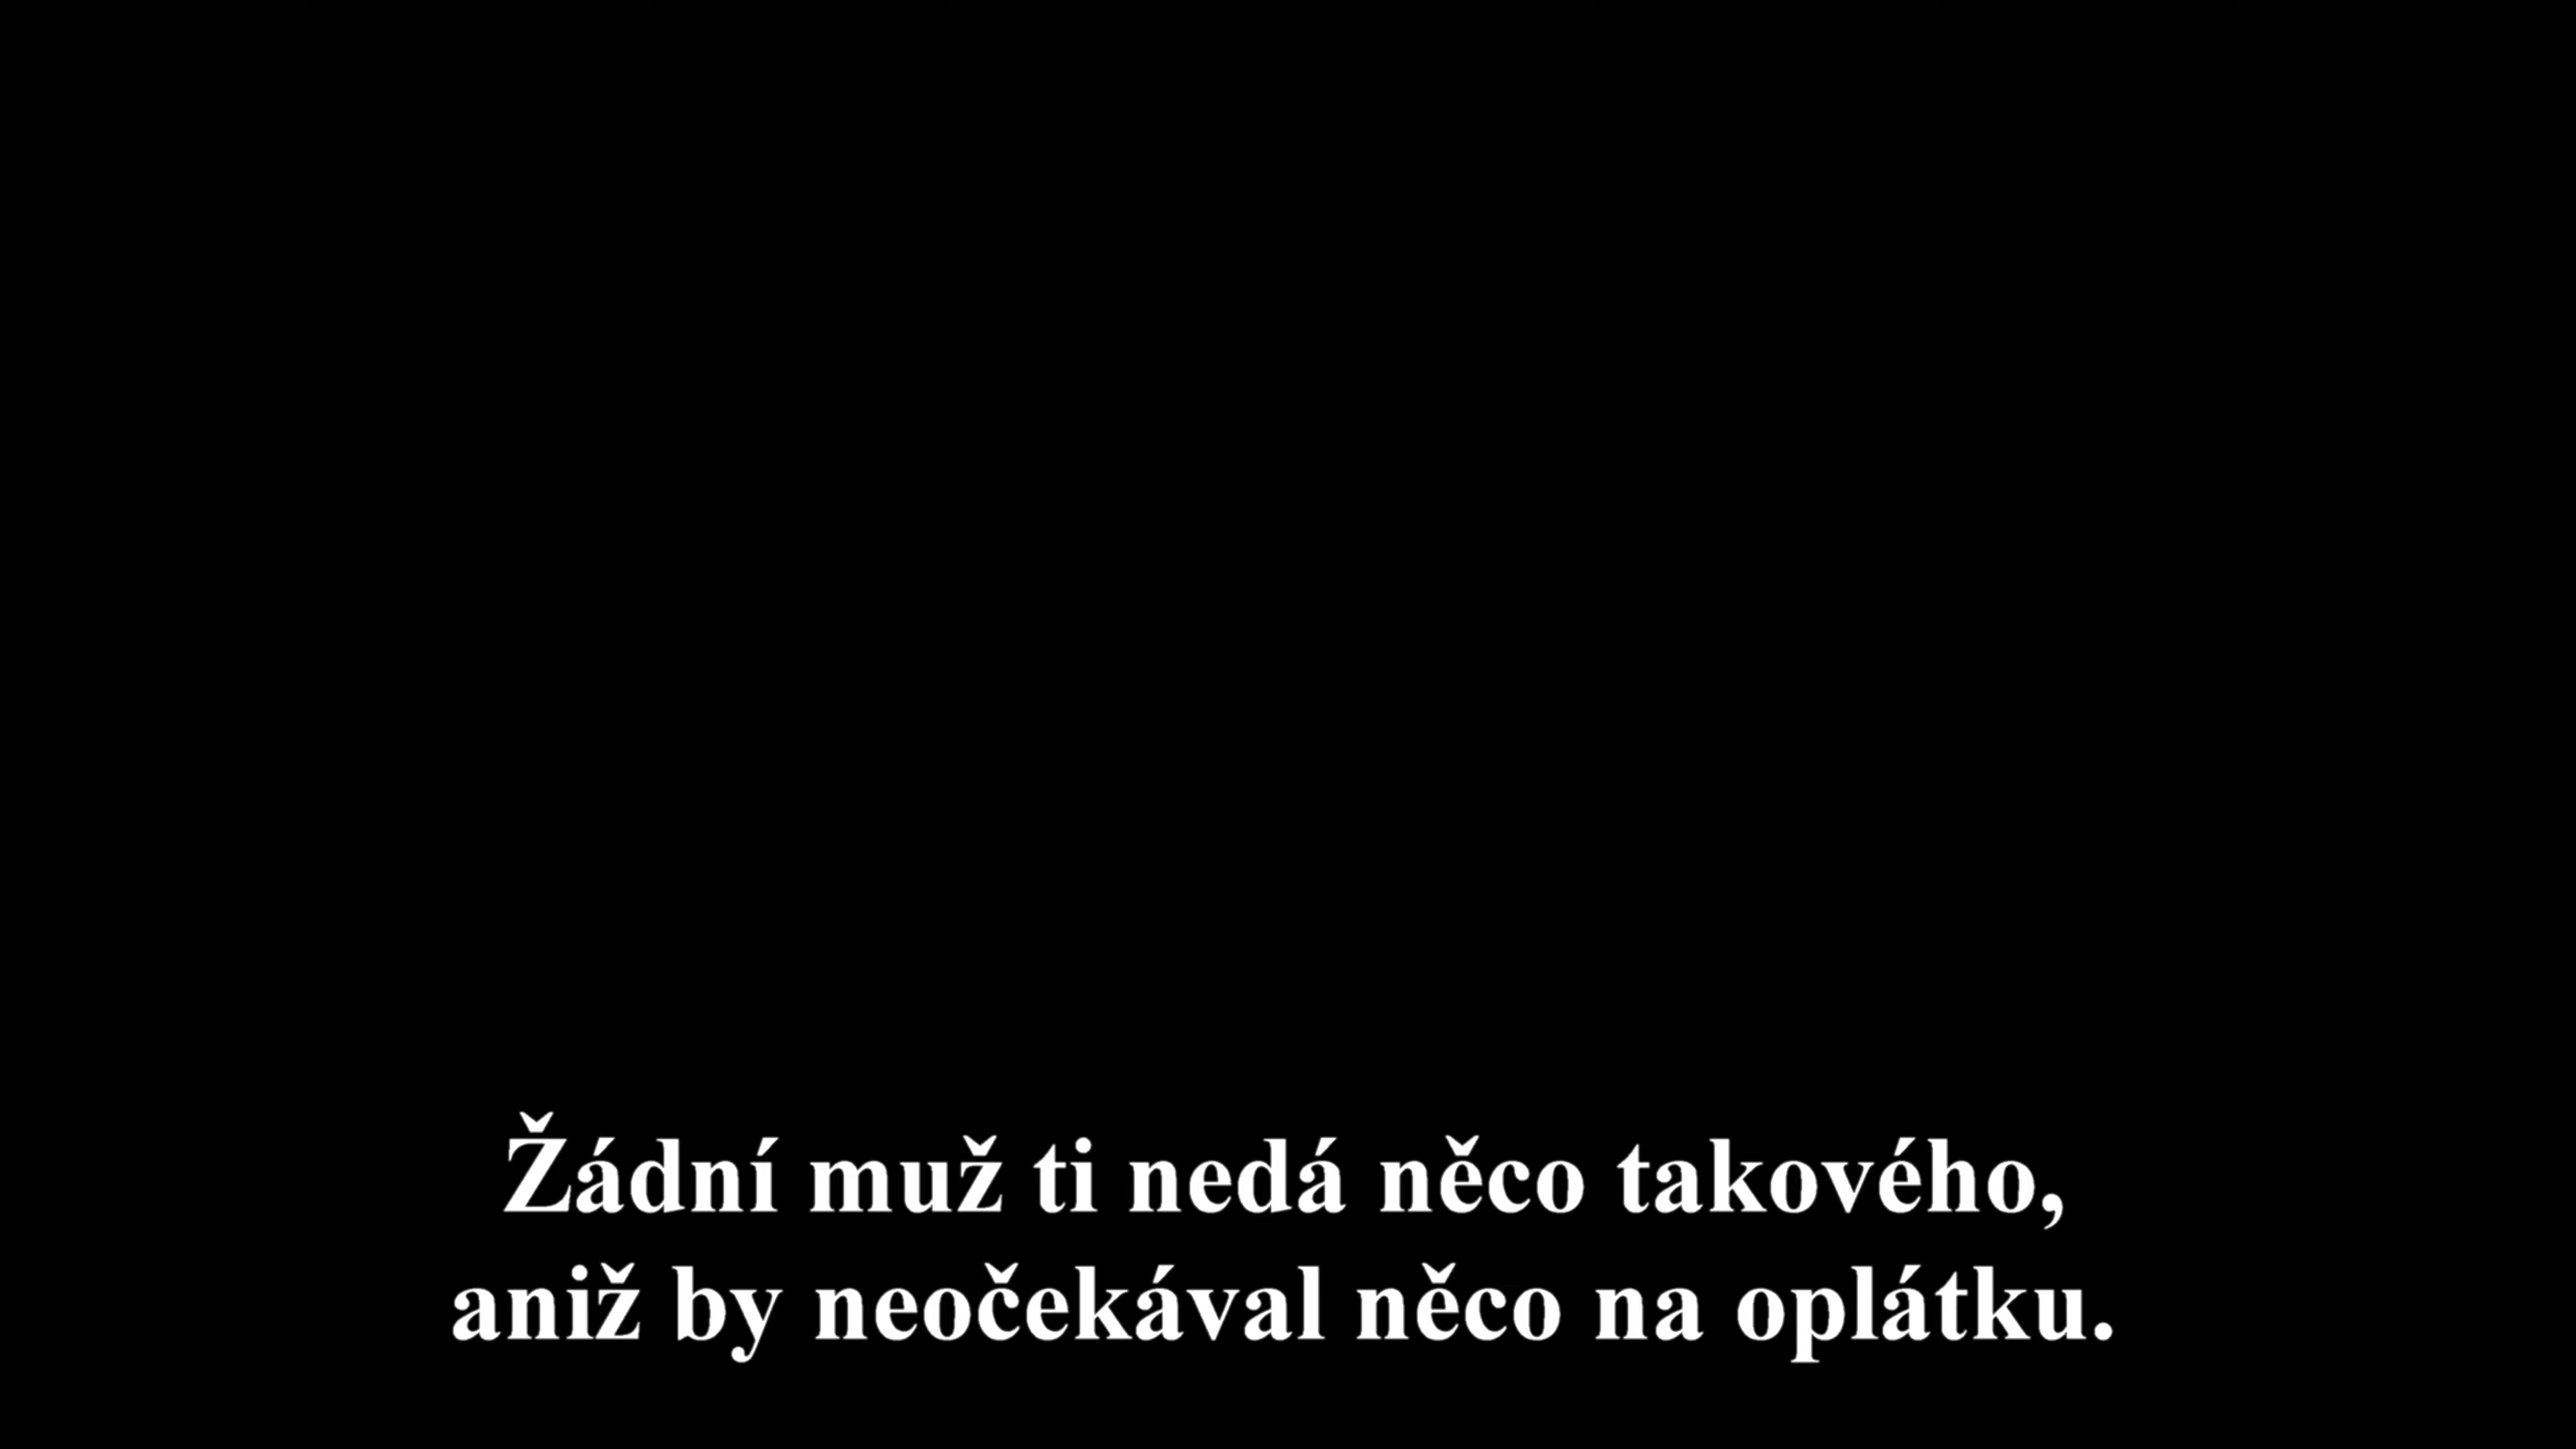 Žádní muž ti nedá něco takového,
aniž by neočekával něco na oplátku.